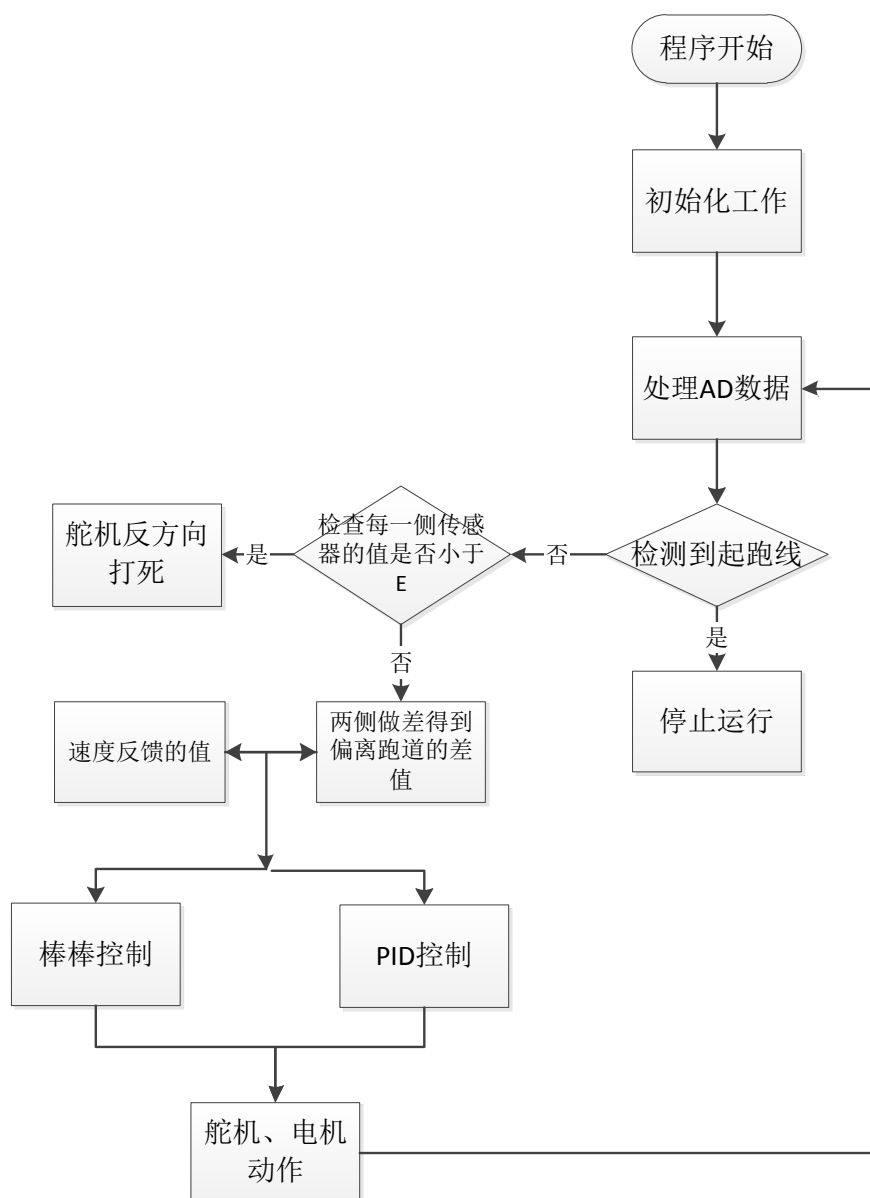 程序开始
初始化工作
处理AD数据
检测到起跑线
否
是
停止运行
检查每一侧传感
器的值是否小于
E
是
舵机反方向
打死
否
两侧做差得到
偏离跑道的差
值
速度反馈的值
棒棒控制
PID控制
舵机、电机
动作